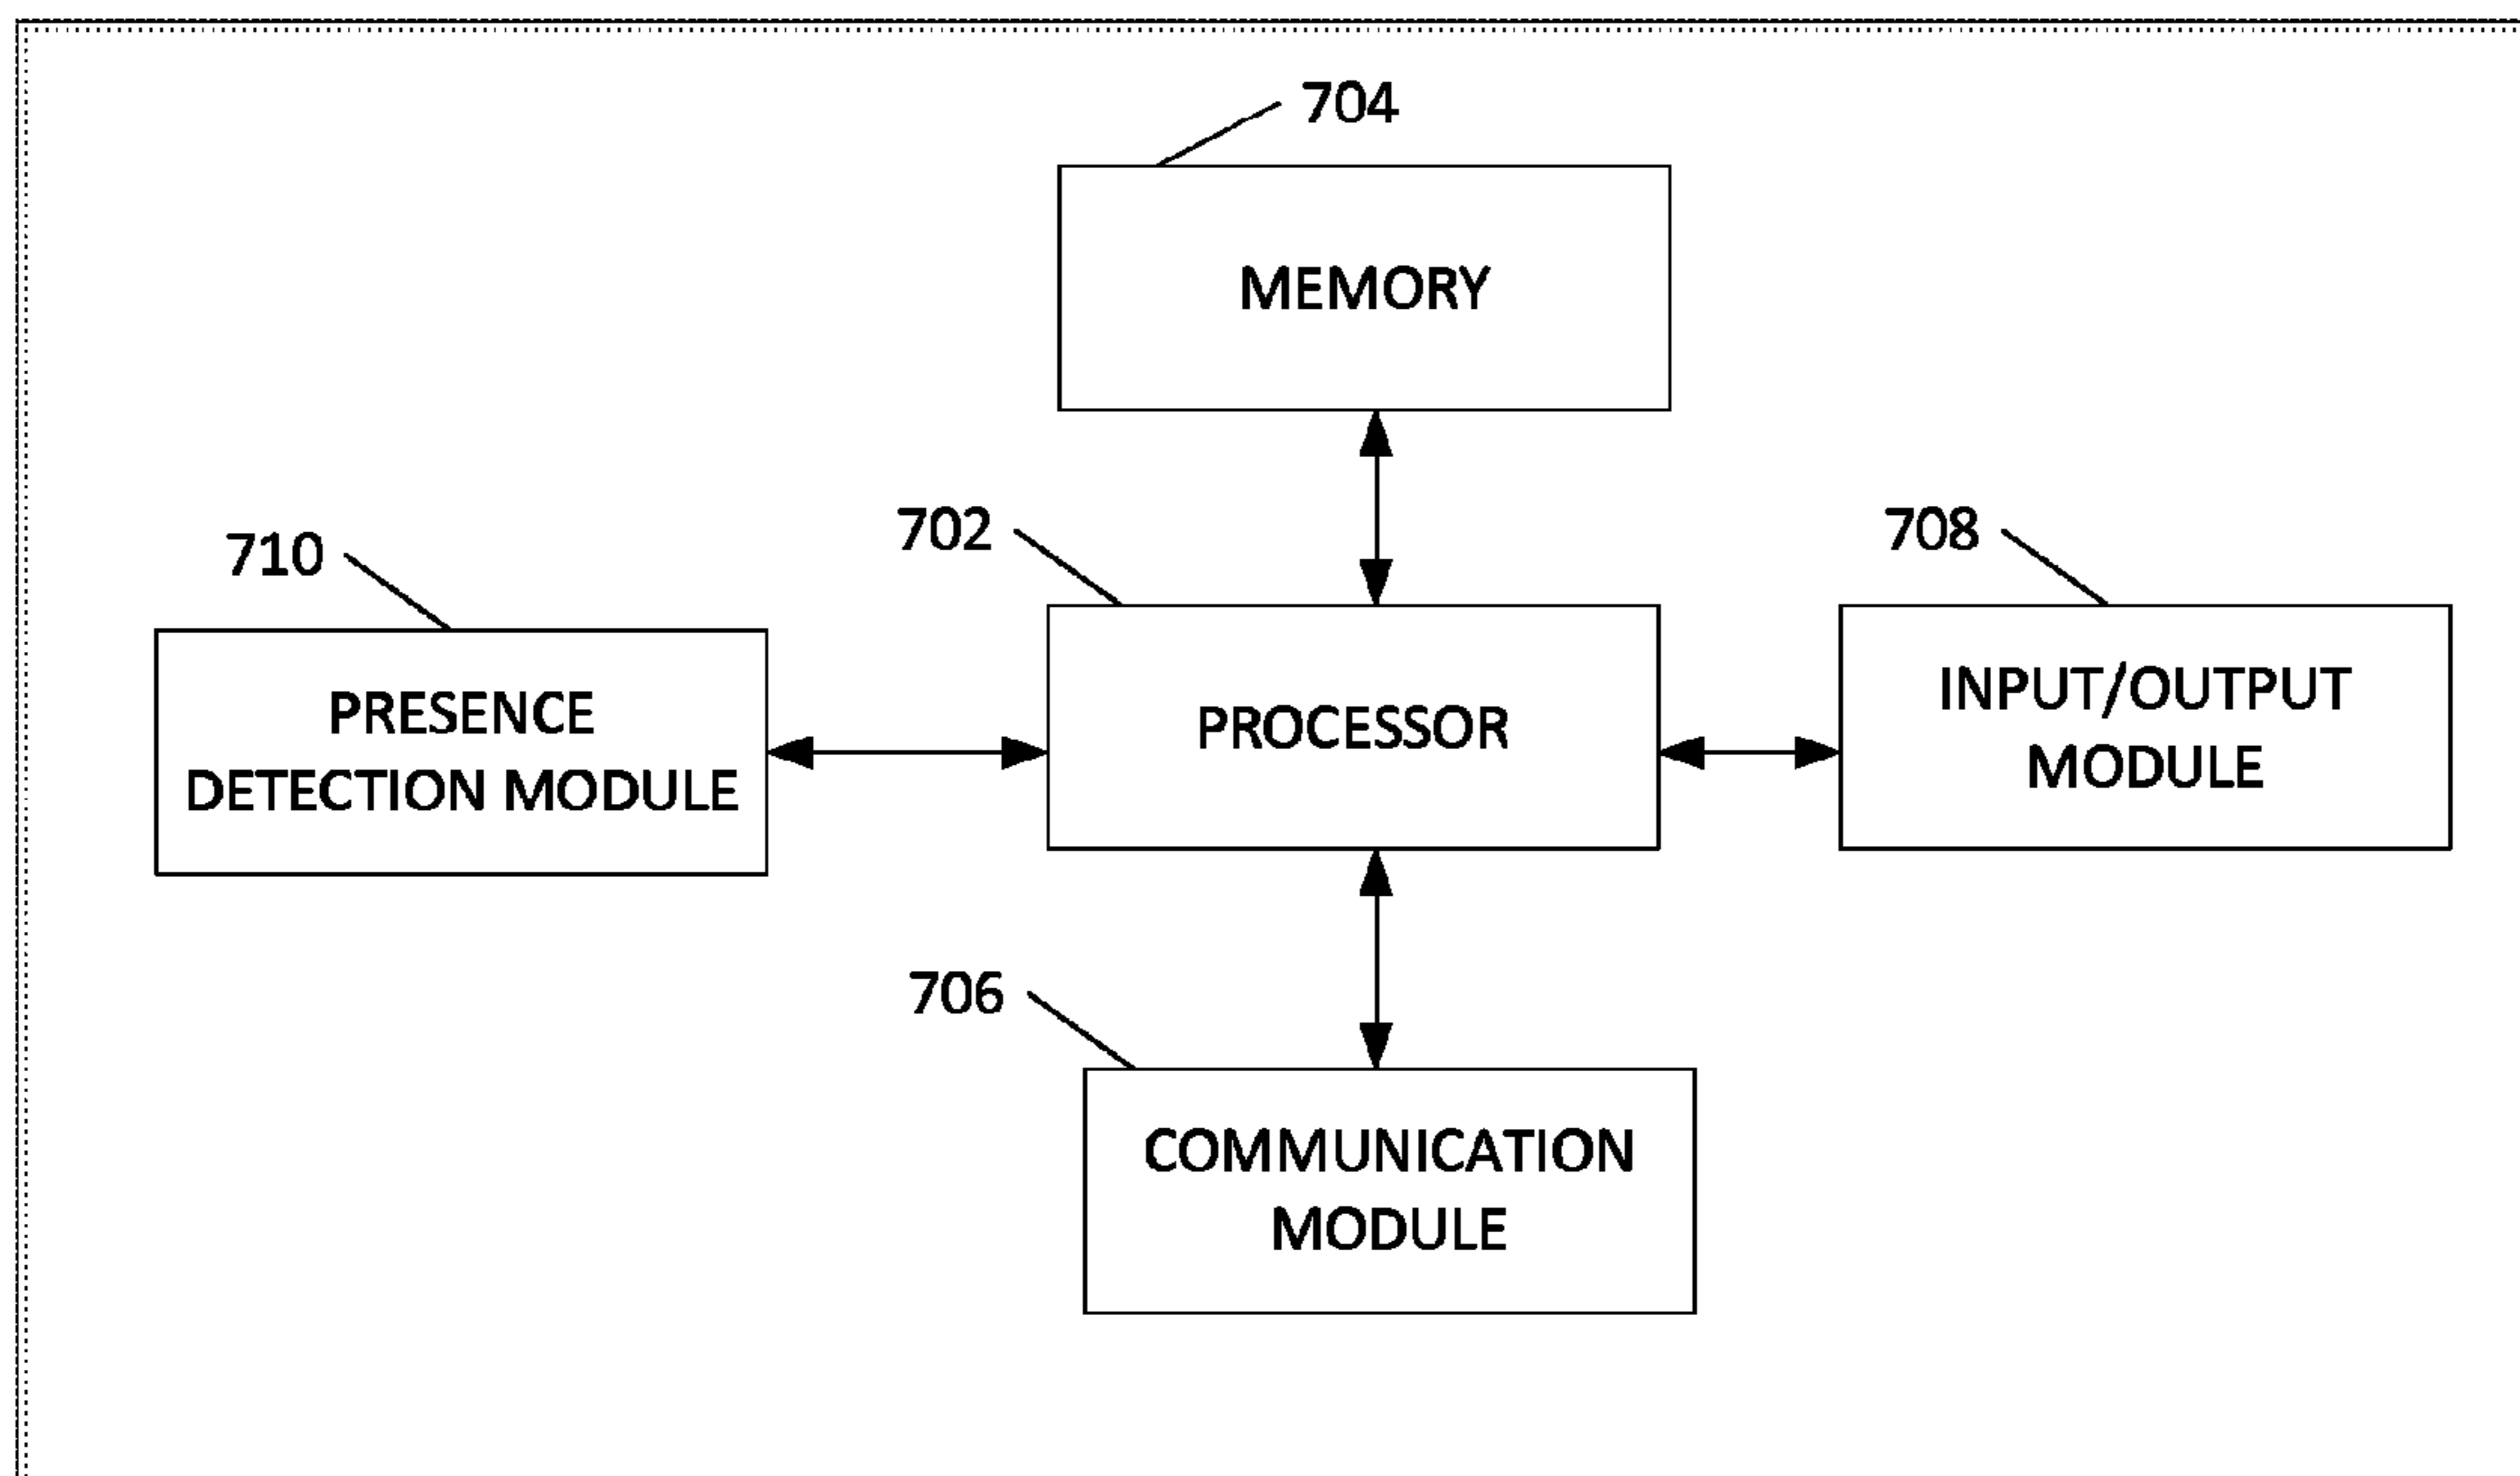 704
MEMORY
702
708
710
PRESENCE
DETECTION MODULE
PROCESSOR
INPUT/OUTPUT
MODULE
706
COMMUNICATION
MODULE